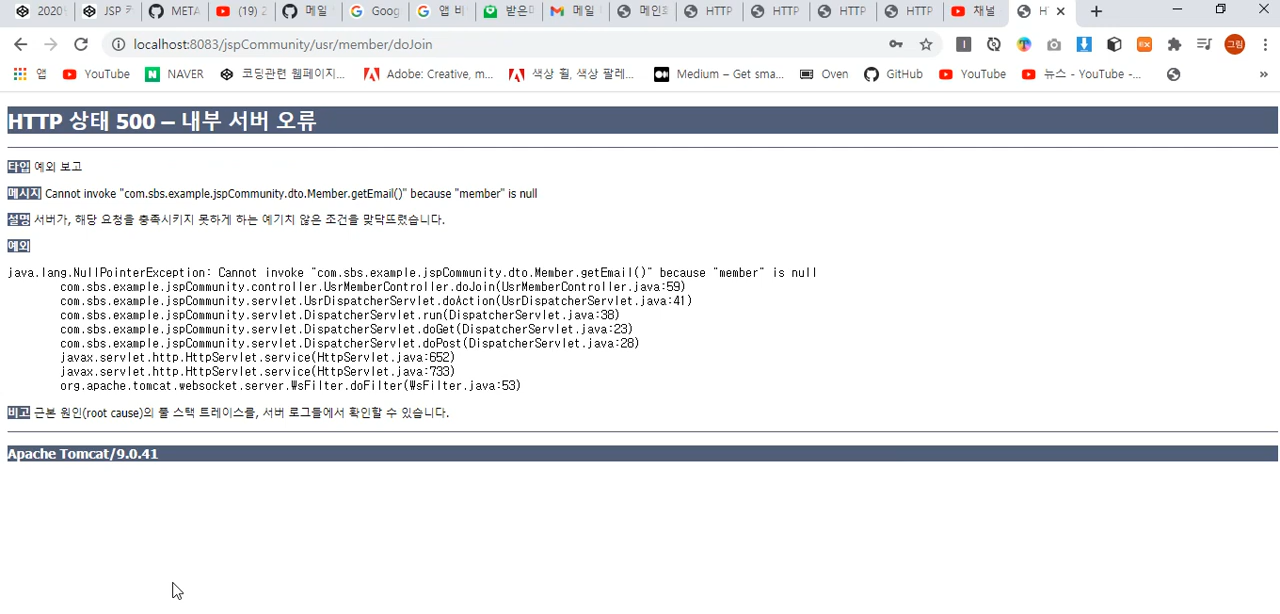 2020 JSP META (19) 2 메일 Goog 앱 비 받은 메일 메인 HTTP HTTP HTTP HTTP 채널 H
localhost:8083/jspCommunity/usr/member/doJoin
그림
앱 YouTube NAVER 코딩관련 웹페이지... Adobe: Creative, m... 색상 휠, 색상 팔레... Medium – Get sma... Oven GitHub YouTube 뉴스 - YouTube -... »
HTTP 상태 500 – 내부 서버 오류
타입 예외 보고
메시지 Cannot invoke "com.sbs.example.jspCommunity.dto.Member.getEmail()" because "member" is null
설명 서버가, 해당 요청을 충족시키지 못하게 하는 예기치 않은 조건을 맞닥뜨렸습니다.
예외
java.lang.NullPointerException: Cannot invoke "com.sbs.example.jspCommunity.dto.Member.getEmail()" because "member" is null
com.sbs.example.jspCommunity.controller.UsrMemberController.doJoin(UsrMemberController.java:59)
com.sbs.example.jspCommunity.servlet.UsrDispatcherServlet.doAction(UsrDispatcherServlet.java:41)
com.sbs.example.jspCommunity.servlet.DispatcherServlet.run(DispatcherServlet.java:38)
com.sbs.example.jspCommunity.servlet.DispatcherServlet.doGet(DispatcherServlet.java:23)
com.sbs.example.jspCommunity.servlet.DispatcherServlet.doPost(DispatcherServlet.java:28)
javax.servlet.http.HttpServlet.service(HttpServlet.java:652)
javax.servlet.http.HttpServlet.service(HttpServlet.java:733)
org.apache.tomcat.websocket.server.WsFilter.doFilter(WsFilter.java:53)
비고 근본 원인(root cause)의 풀 스택 트레이스를, 서버 로그들에서 확인할 수 있습니다.
Apache Tomcat/9.0.41